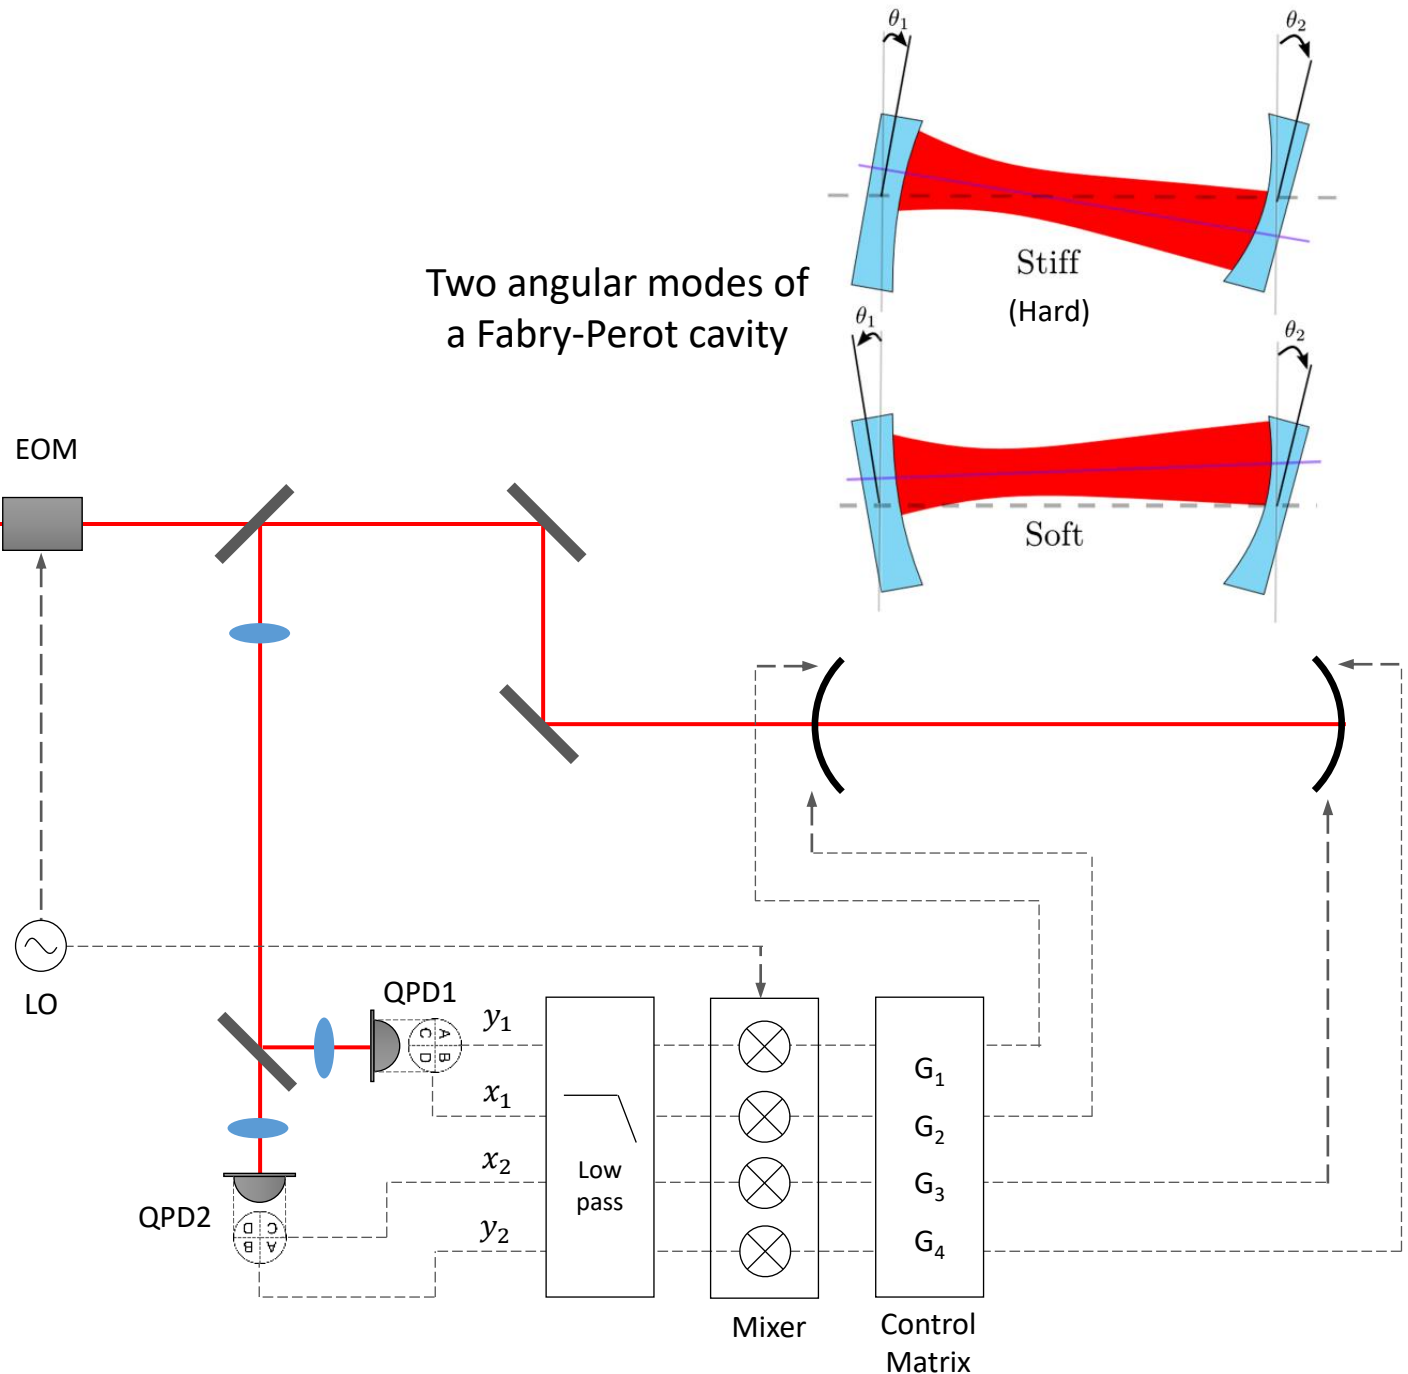 θ₁
θ₂
Stiff
(Hard)
Two angular modes of
a Fabry-Perot cavity
θ₁
θ₂
Soft
EOM
LO
QPD1
A
B
C
D
y₁
x₁
x₂
y₂
QPD2
D
C
B
A
Low
pass
G₁
G₂
G₃
G₄
Mixer
Control
Matrix